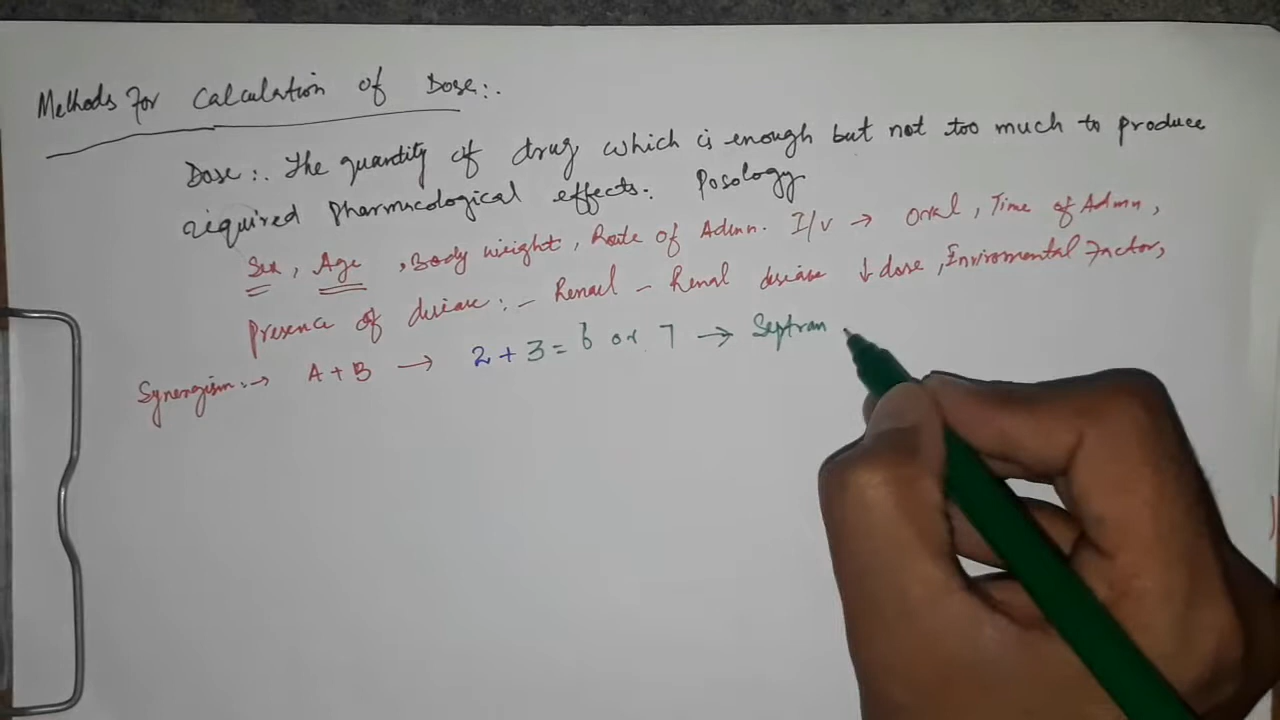 Methods For Calculation of Dose:.
Dose:. The quantity of drug which is enough but not too much to produce
required pharmacological effects. Posology
Sex, Age, Body weight, Route of Admn. I/v → Oral, Time of Admn,
Presence of disease: - Renal - Renal disease ↓ dose, Enviromental Factor,
Synergism:→ A + B → 2 + 3 = 6 or 7 → Septran